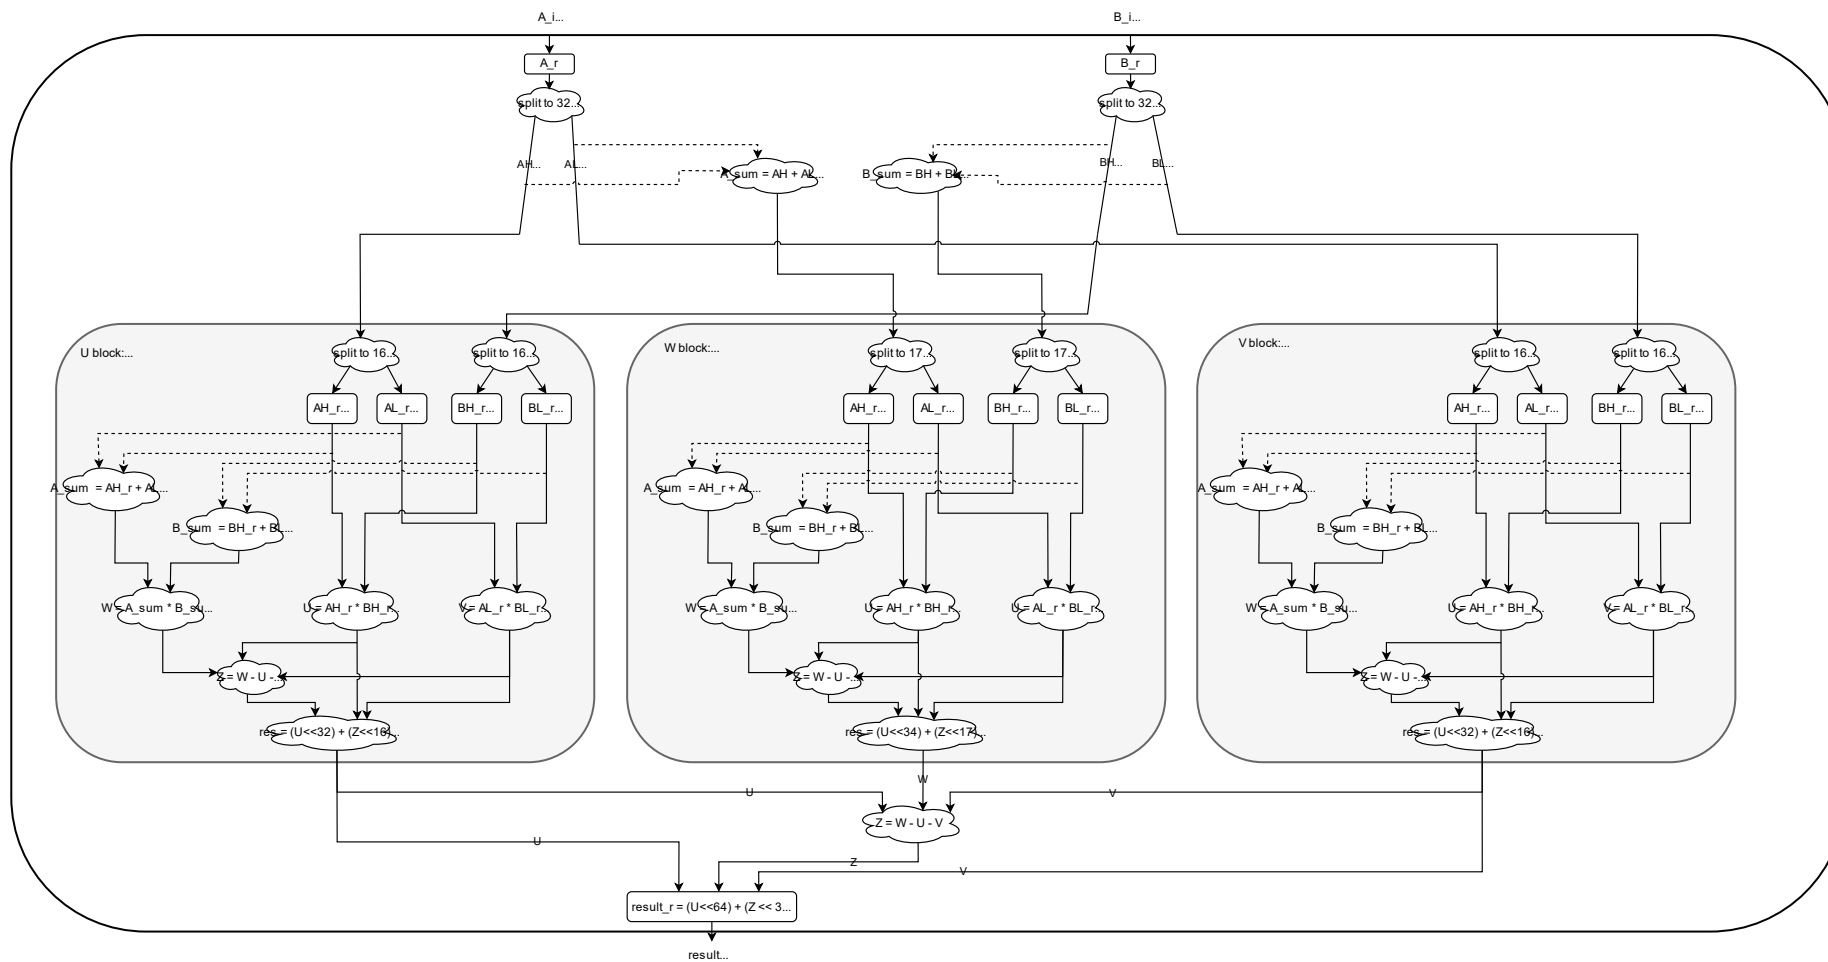 A_i...
B_i...
A_r
B_r
split to 32...
split to 32...
AH...
AL...
BH...
BL...
A_sum = AH + AL...
B_sum = BH + BL...
U block:...
split to 16...
split to 16...
AH_r...
AL_r...
BH_r...
BL_r...
A_sum = AH_r + AL...
B_sum = BH_r + BL...
W = A_sum * B_su...
U = AH_r * BH_r...
V = AL_r * BL_r...
Z = W - U -...
res = (U<<32) + (Z<<16)...
W block:...
split to 17...
split to 17...
AH_r...
AL_r...
BH_r...
BL_r...
A_sum = AH_r + AL...
B_sum = BH_r + BL...
W = A_sum * B_su...
U = AH_r * BH_r...
U = AL_r * BL_r...
Z = W - U -...
res = (U<<34) + (Z<<17)...
V block:...
split to 16...
split to 16...
AH_r...
AL_r...
BH_r...
BL_r...
A_sum = AH_r + AL...
B_sum = BH_r + BL...
W = A_sum * B_su...
U = AH_r * BH_r...
V = AL_r * BL_r...
Z = W - U -...
res = (U<<32) + (Z<<16)...
U
W
V
Z = W - U - V
U
Z
V
result_r = (U<<64) + (Z << 3...
result...